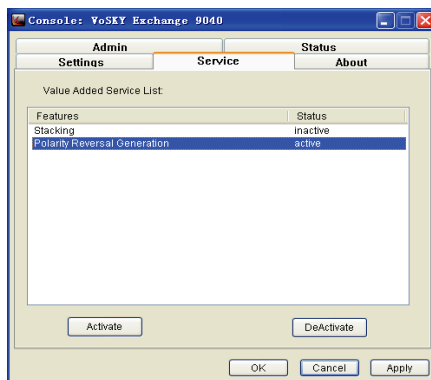 Console: VoSKY Exchange 9040
Admin Status
Settings Service About
Value Added Service List:
Features Status
Stacking inactive
Polarity Reversal Generation active
Activate DeActivate
OK Cancel Apply